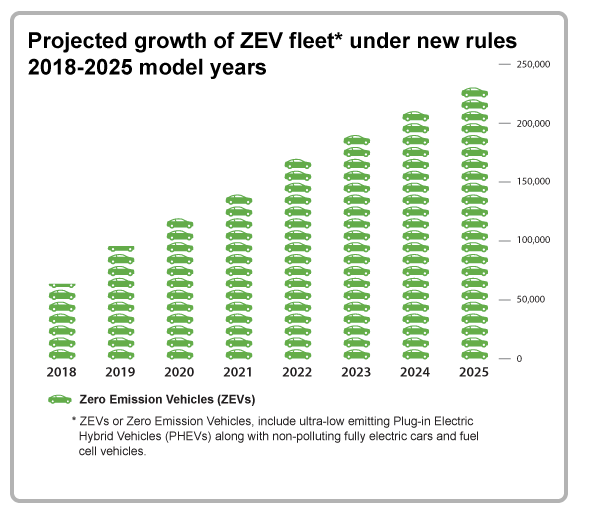 Projected growth of ZEV fleet* under new rules
2018-2025 model years
250,000
200,000
150,000
100,000
50,000
0
2018 2019 2020 2021 2022 2023 2024 2025
Zero Emission Vehicles (ZEVs)
* ZEVs or Zero Emission Vehicles, include ultra-low emitting Plug-in Electric
Hybrid Vehicles (PHEVs) along with non-polluting fully electric cars and fuel
cell vehicles.